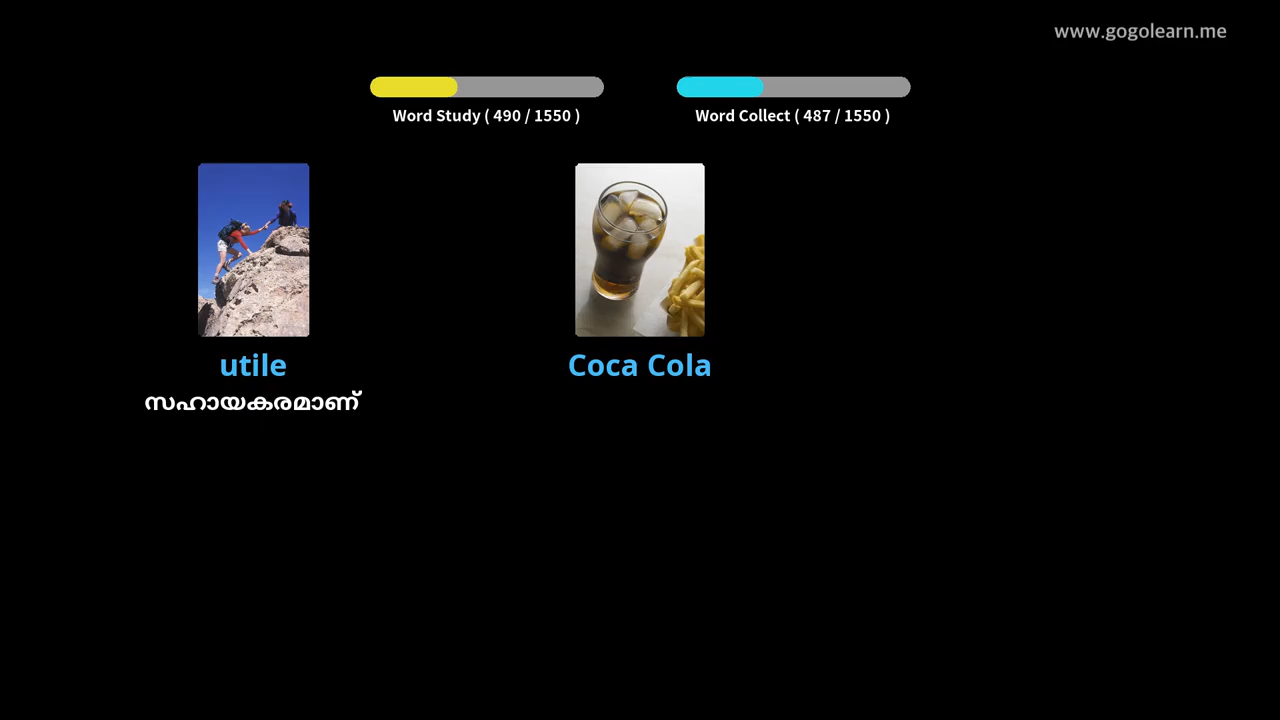 www.gogolearn.me
Word Study ( 490 / 1550 )
Word Collect ( 487 / 1550 )
utile
സഹായകരമാണ്
Coca Cola